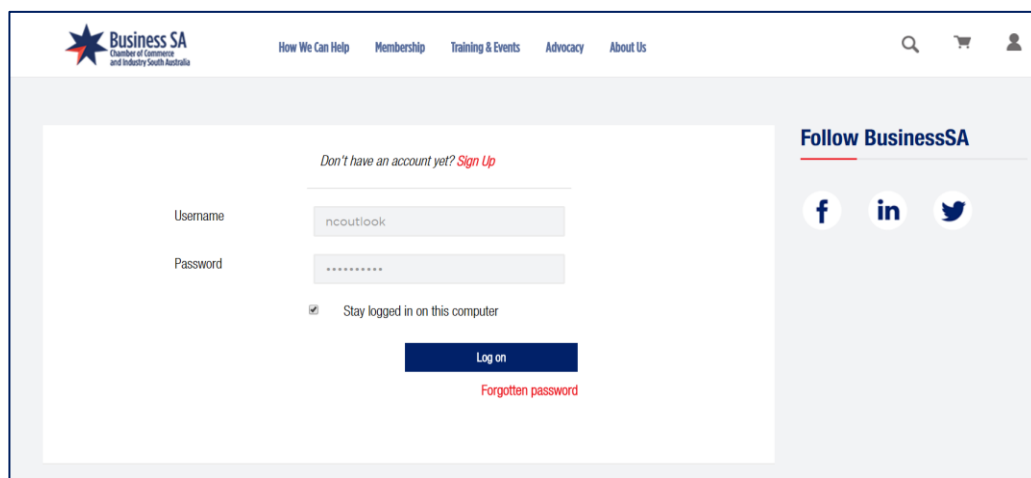 Business SA
Chamber of Commerce
and Industry South Australia
How We Can Help Membership Training & Events Advocacy About Us
Don't have an account yet? Sign Up
Username ncoutlook
Password ••••••••••
Stay logged in on this computer
Log on
Forgotten password
Follow BusinessSA
f in